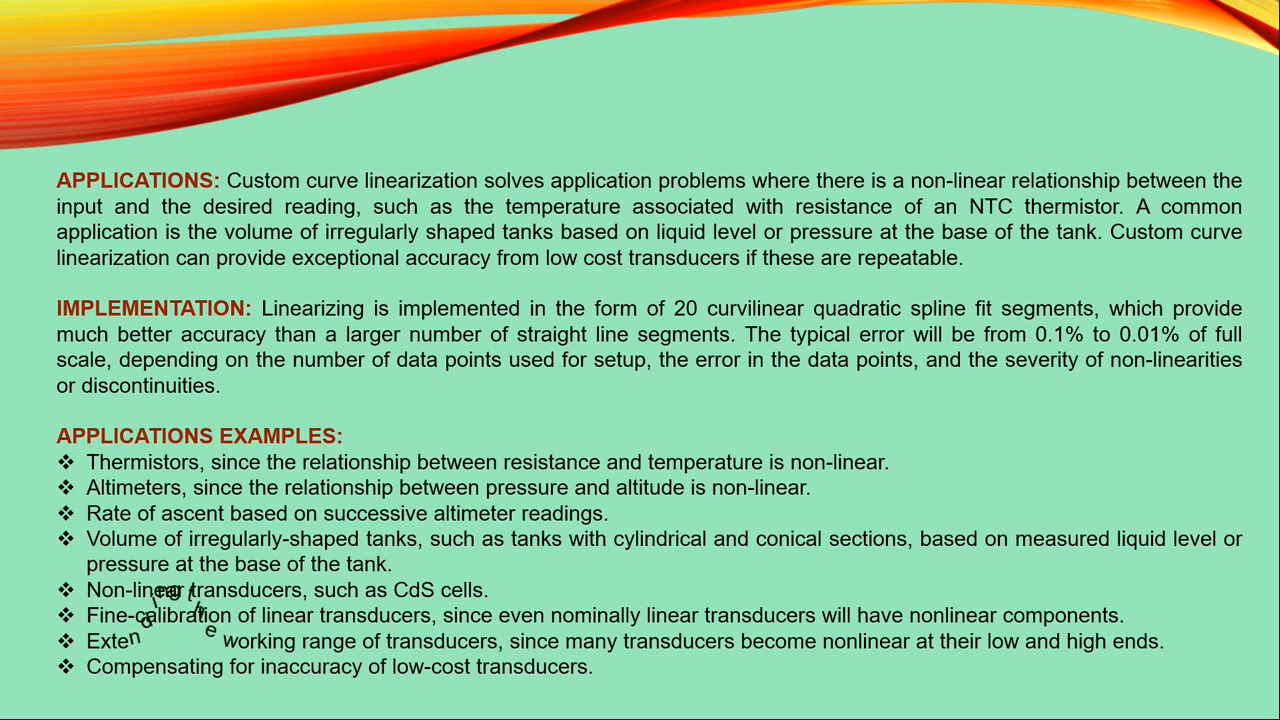 APPLICATIONS: Custom curve linearization solves application problems where there is a non-linear relationship between the
input and the desired reading, such as the temperature associated with resistance of an NTC thermistor. A common
application is the volume of irregularly shaped tanks based on liquid level or pressure at the base of the tank. Custom curve
linearization can provide exceptional accuracy from low cost transducers if these are repeatable.
IMPLEMENTATION: Linearizing is implemented in the form of 20 curvilinear quadratic spline fit segments, which provide
much better accuracy than a larger number of straight line segments. The typical error will be from 0.1% to 0.01% of full
scale, depending on the number of data points used for setup, the error in the data points, and the severity of non-linearities
or discontinuities.
APPLICATIONS EXAMPLES:
❖ Thermistors, since the relationship between resistance and temperature is non-linear.
❖ Altimeters, since the relationship between pressure and altitude is non-linear.
❖ Rate of ascent based on successive altimeter readings.
❖ Volume of irregularly-shaped tanks, such as tanks with cylindrical and conical sections, based on measured liquid level or
pressure at the base of the tank.
❖ Non-linear transducers, such as CdS cells.
❖ Fine-calibration of linear transducers, since even nominally linear transducers will have nonlinear components.
❖ Exten the working range of transducers, since many transducers become nonlinear at their low and high ends.
❖ Compensating for inaccuracy of low-cost transducers.